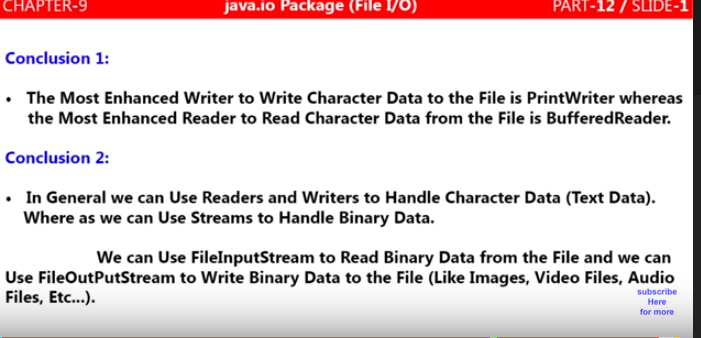 CHAPTER-9 java.io Package (File I/O) PART-12 / SLIDE-1
Conclusion 1:
• The Most Enhanced Writer to Write Character Data to the File is PrintWriter whereas
the Most Enhanced Reader to Read Character Data from the File is BufferedReader.
Conclusion 2:
• In General we can Use Readers and Writers to Handle Character Data (Text Data).
Where as we can Use Streams to Handle Binary Data.
We can Use FileInputStream to Read Binary Data from the File and we can
Use FileOutPutStream to Write Binary Data to the File (Like Images, Video Files, Audio
Files, Etc...).
subscribe
Here
for more